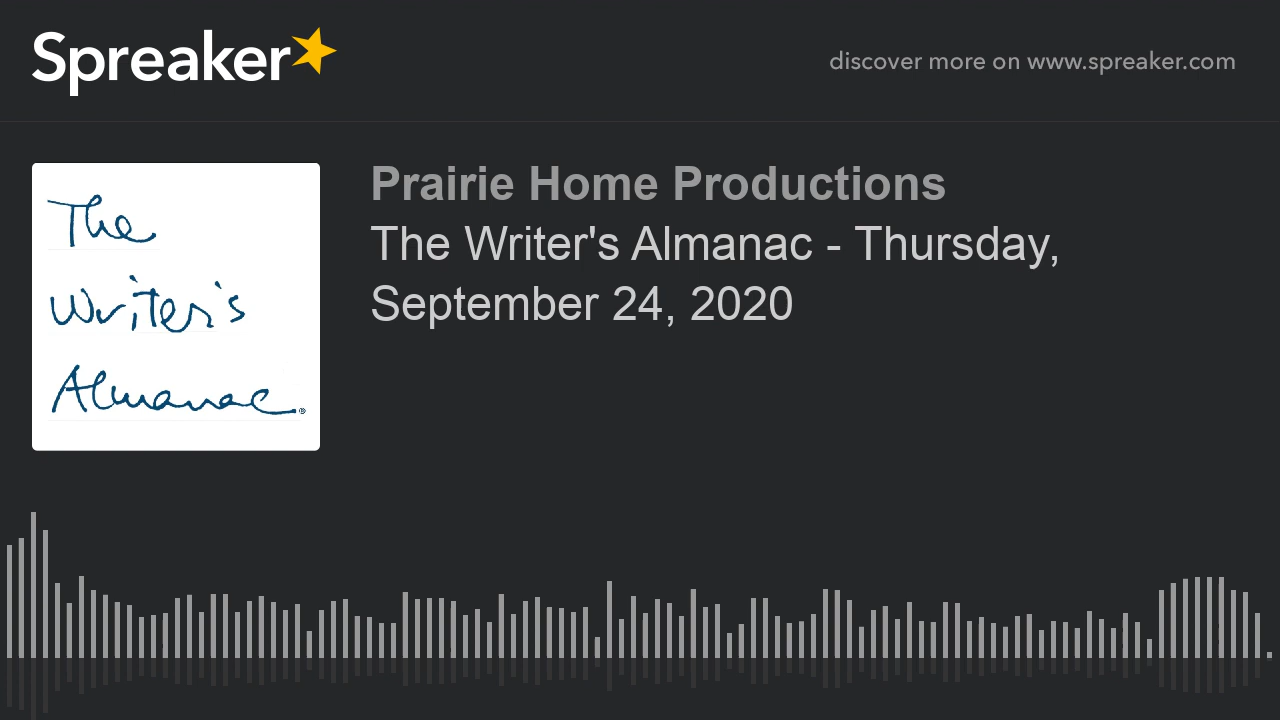 Spreaker
discover more on www.spreaker.com
The
Writer's
Almanac®
Prairie Home Productions
The Writer's Almanac - Thursday,
September 24, 2020